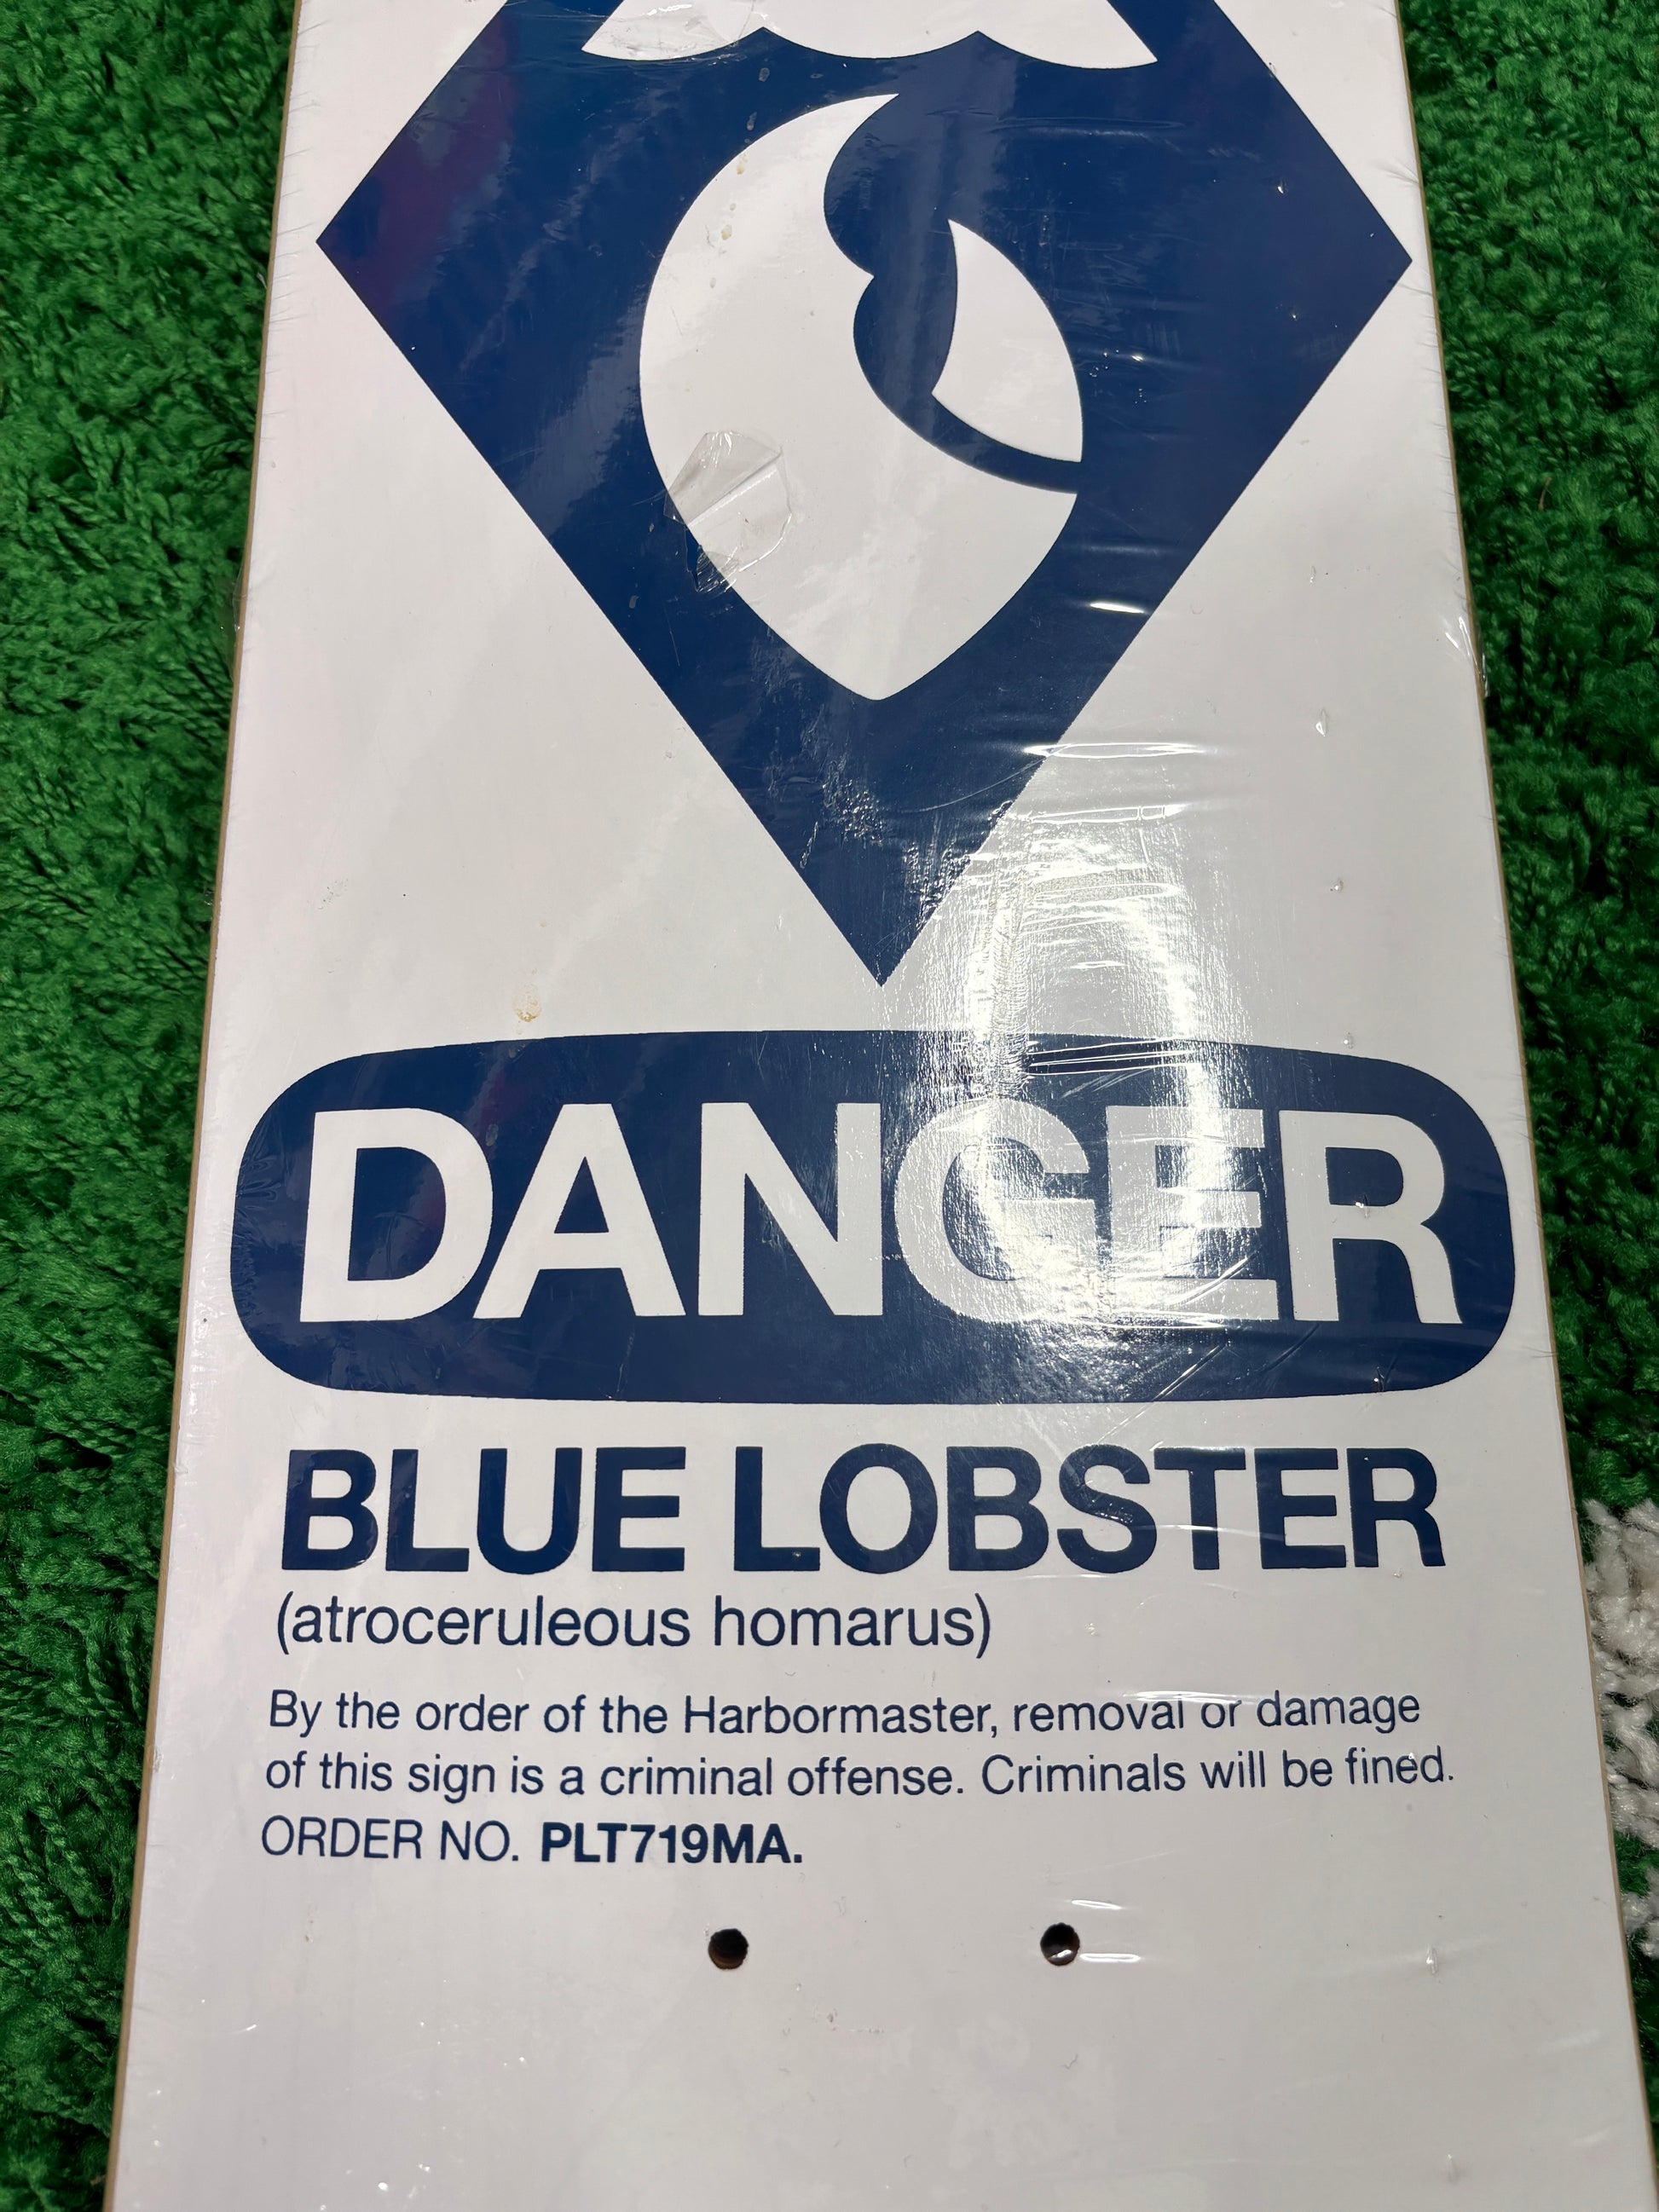 DANGER
BLUE LOBSTER
(atroceruleous homarus)
By the order of the Harbormaster, removal or damage
of this sign is a criminal offense. Criminals will be fined.
ORDER NO. PLT719MA.